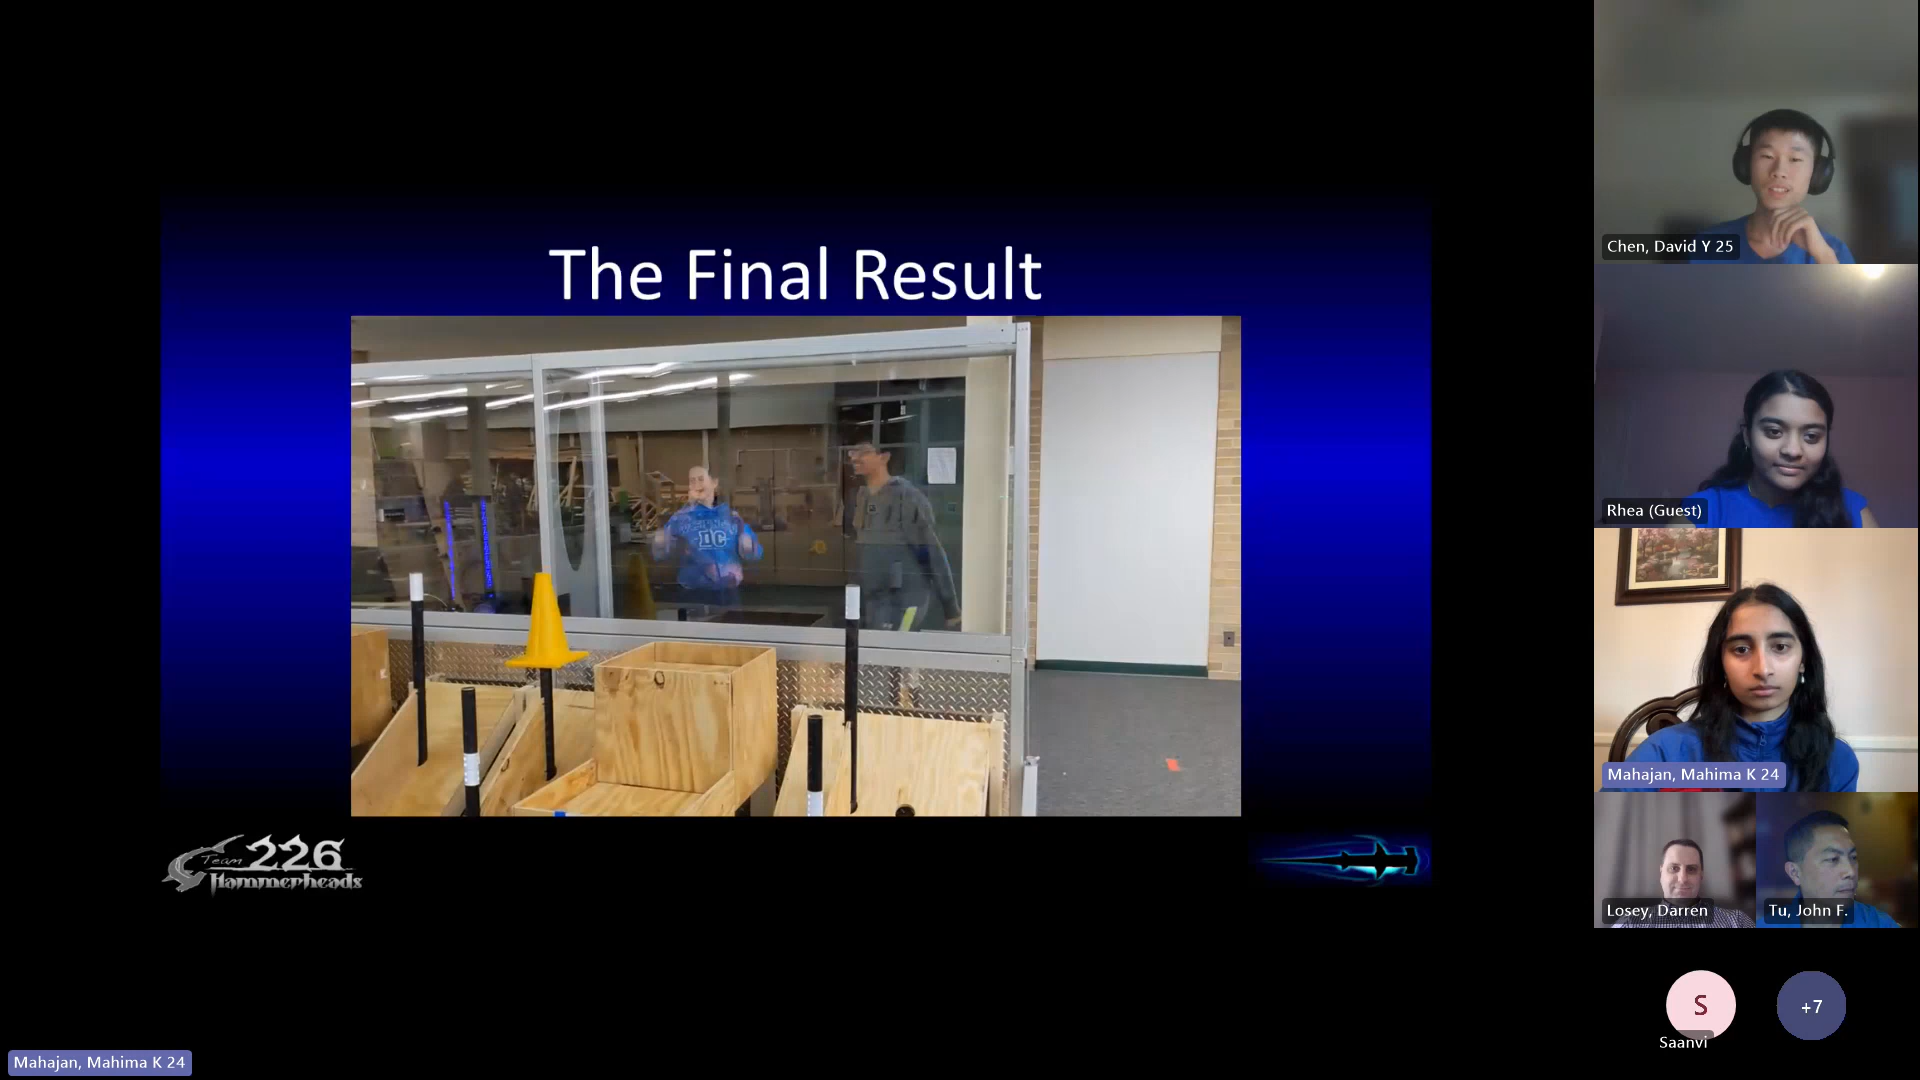 The Final Result
DC
Team 226
Hammerheads
Chen, David Y 25
Rhea (Guest)
Mahajan, Mahima K 24
Losey, Darren
Tu, John F.
S
+7
Saanvi
Mahajan, Mahima K 24